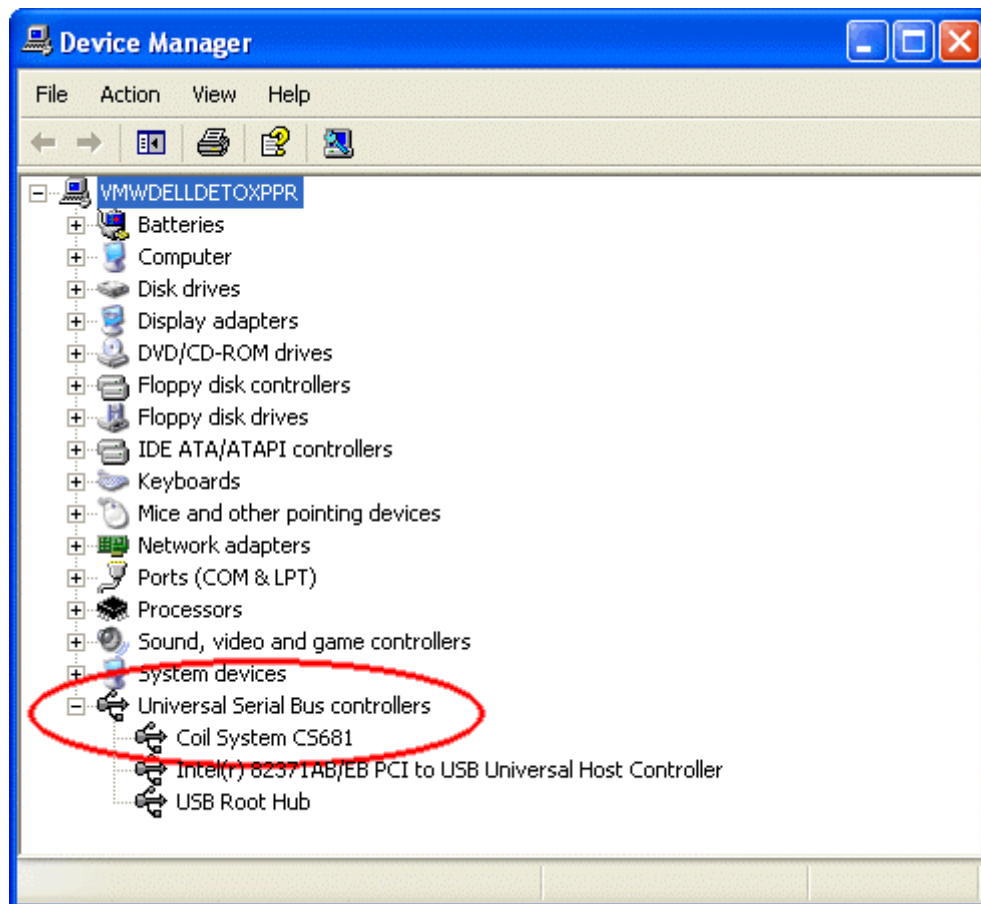 Device Manager
File Action View Help
VMWDELLDETOXPPR
Batteries
Computer
Disk drives
Display adapters
DVD/CD-ROM drives
Floppy disk controllers
Floppy disk drives
IDE ATA/ATAPI controllers
Keyboards
Mice and other pointing devices
Network adapters
Ports (COM & LPT)
Processors
Sound, video and game controllers
System devices
Universal Serial Bus controllers
Coil System CS681
Intel(r) 82371AB/EB PCI to USB Universal Host Controller
USB Root Hub